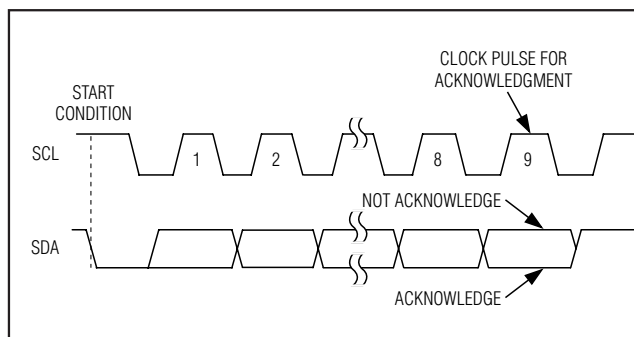 CLOCK PULSE FOR
ACKNOWLEDGMENT
START
CONDITION
SCL
1
2
8
9
NOT ACKNOWLEDGE
SDA
ACKNOWLEDGE